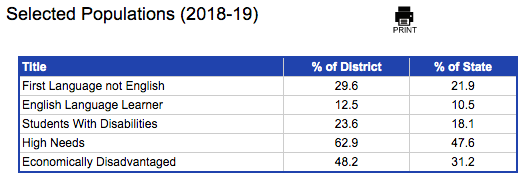 Selected Populations (2018-19)
PRINT
Title % of District % of State
First Language not English 29.6 21.9
English Language Learner 12.5 10.5
Students With Disabilities 23.6 18.1
High Needs 62.9 47.6
Economically Disadvantaged 48.2 31.2